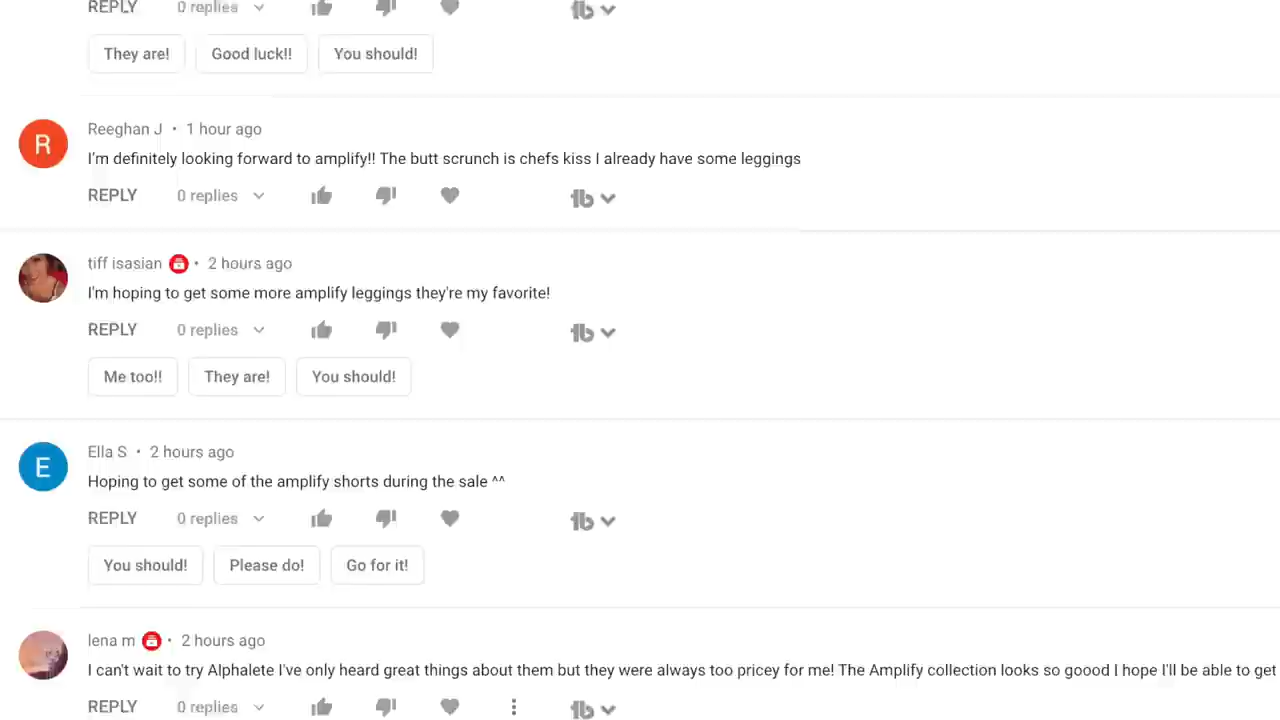 REPLY 0 replies
They are! Good luck!! You should!
R
Reeghan J • 1 hour ago
I'm definitely looking forward to amplify!! The butt scrunch is chefs kiss I already have some leggings
REPLY 0 replies
tiff isasian • 2 hours ago
I'm hoping to get some more amplify leggings they're my favorite!
REPLY 0 replies
Me too!! They are! You should!
E
Ella S • 2 hours ago
Hoping to get some of the amplify shorts during the sale ^^
REPLY 0 replies
You should! Please do! Go for it!
lena m • 2 hours ago
I can't wait to try Alphalete I've only heard great things about them but they were always too pricey for me! The Amplify collection looks so goood I hope I'll be able to get
REPLY 0 replies